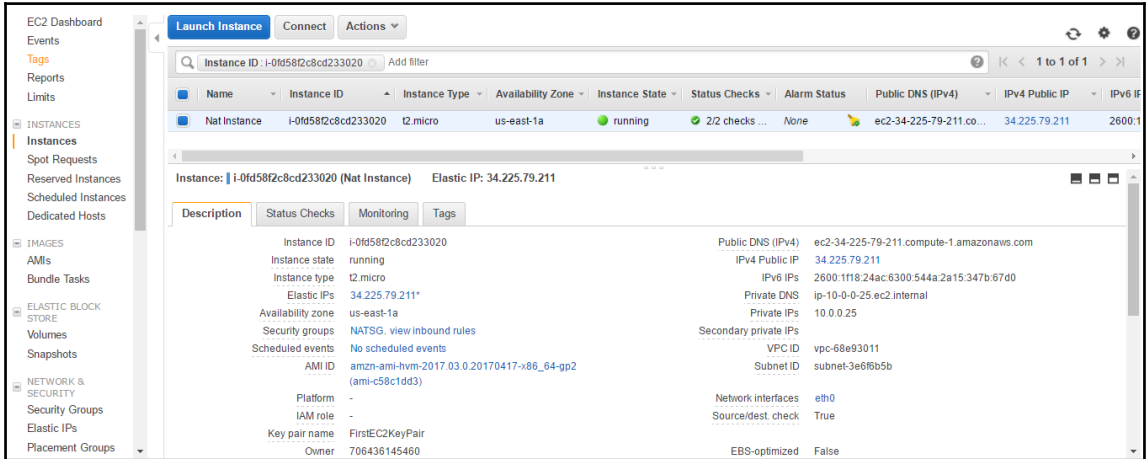 EC2 Dashboard
Events
Tags
Reports
Limits
INSTANCES
Instances
Spot Requests
Reserved Instances
Scheduled Instances
Dedicated Hosts
IMAGES
AMIs
Bundle Tasks
ELASTIC BLOCK
STORE
Volumes
Snapshots
NETWORK &
SECURITY
Security Groups
Elastic IPs
Placement Groups
Launch Instance Connect Actions
Instance ID : i-0fd58f2c8cd233020 Add filter 1 to 1 of 1
Name Instance ID Instance Type Availability Zone Instance State Status Checks Alarm Status Public DNS (IPv4) IPv4 Public IP IPv6 IF
Nat Instance i-0fd58f2c8cd233020 t2.micro us-east-1a running 2/2 checks ... None ec2-34-225-79-211.co... 34.225.79.211 2600:1
Instance: i-0fd58f2c8cd233020 (Nat Instance) Elastic IP: 34.225.79.211
Description Status Checks Monitoring Tags
Instance ID i-0fd58f2c8cd233020 Public DNS (IPv4) ec2-34-225-79-211.compute-1.amazonaws.com
Instance state running IPv4 Public IP 34.225.79.211
Instance type t2.micro IPv6 IPs 2600:1f18:24ac:6300:544a:2a15:347b:67d0
Elastic IPs 34.225.79.211* Private DNS ip-10-0-0-25.ec2.internal
Availability zone us-east-1a Private IPs 10.0.0.25
Security groups NATSG. view inbound rules Secondary private IPs
Scheduled events No scheduled events VPC ID vpc-68e93011
AMI ID amzn-ami-hvm-2017.03.0.20170417-x86_64-gp2 Subnet ID subnet-3e6f6b5b
(ami-c58c1dd3)
Platform - Network interfaces eth0
IAM role - Source/dest. check True
Key pair name FirstEC2KeyPair
Owner 706436145460 EBS-optimized False